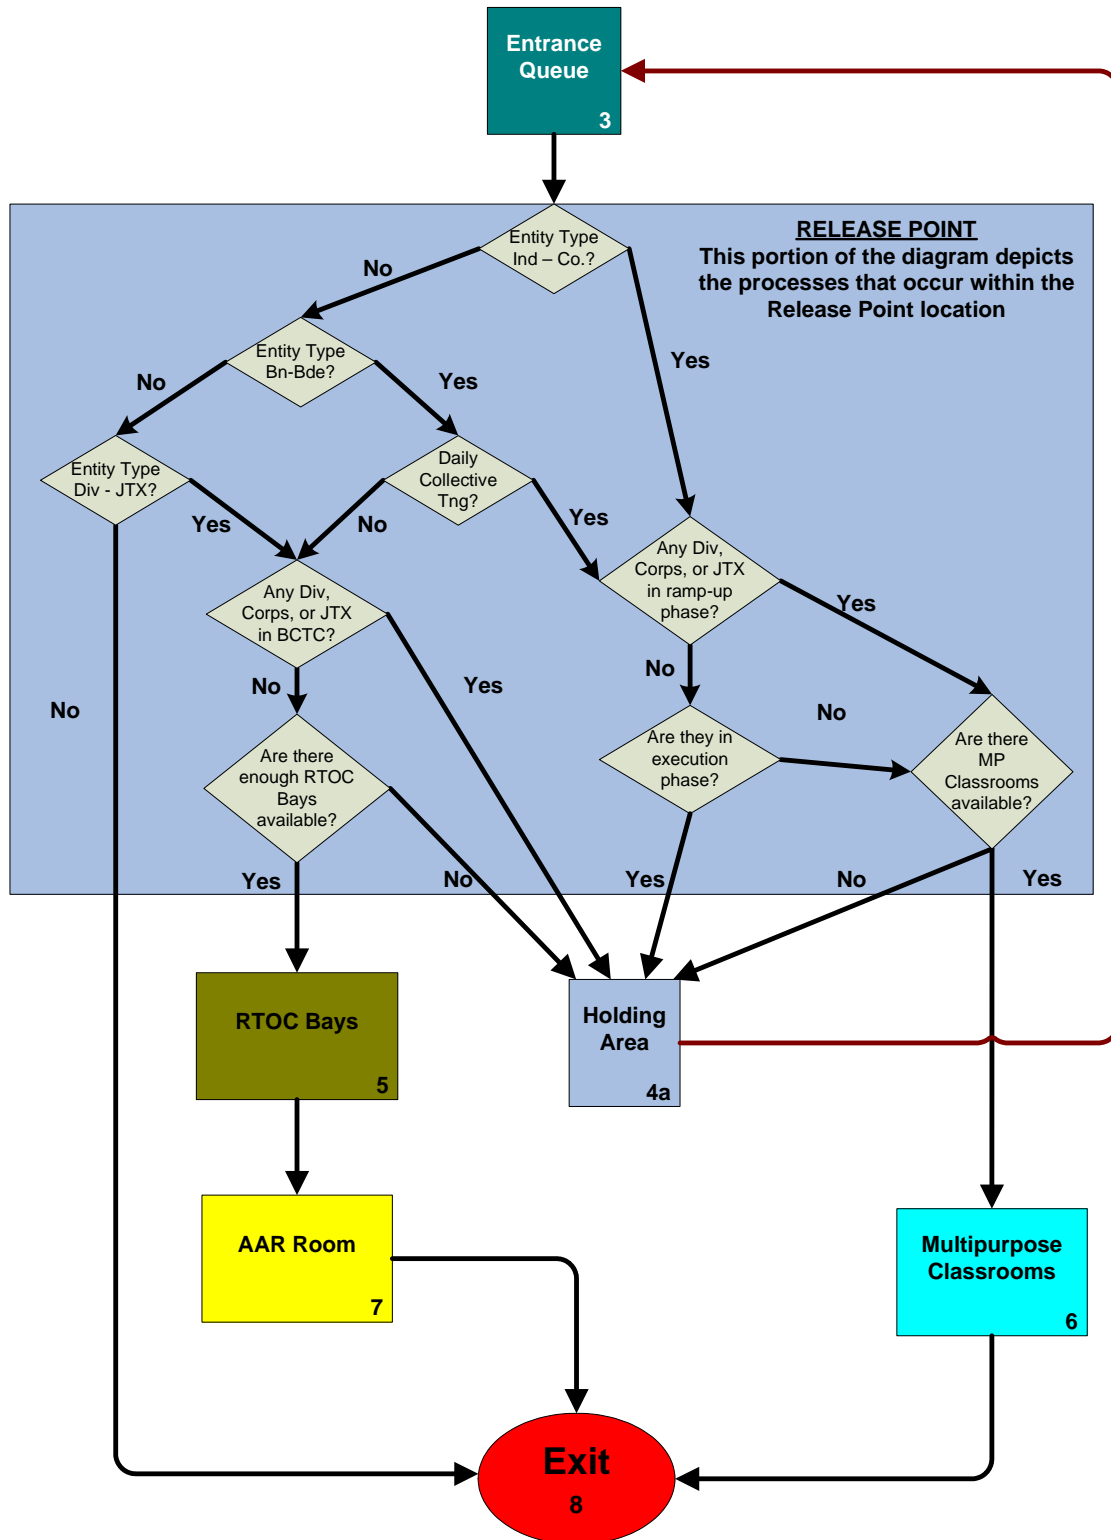 Entrance
Queue
3
Entity Type
Ind – Co.?
RELEASE POINT
This portion of the diagram depicts
the processes that occur within the
Release Point location
No
Yes
Entity Type
Bn-Bde?
No
Yes
Entity Type
Div - JTX?
Daily
Collective
Tng?
Yes
No
Yes
Any Div,
Corps, or JTX
in ramp-up
phase?
Any Div,
Corps, or JTX
in BCTC?
Yes
No
Yes
No
No
No
Are there
enough RTOC
Bays
available?
Are they in
execution
phase?
Are there
MP
Classrooms
available?
Yes
No
Yes
No
Yes
RTOC Bays
5
Holding
Area
4a
AAR Room
7
Multipurpose
Classrooms
6
Exit
8